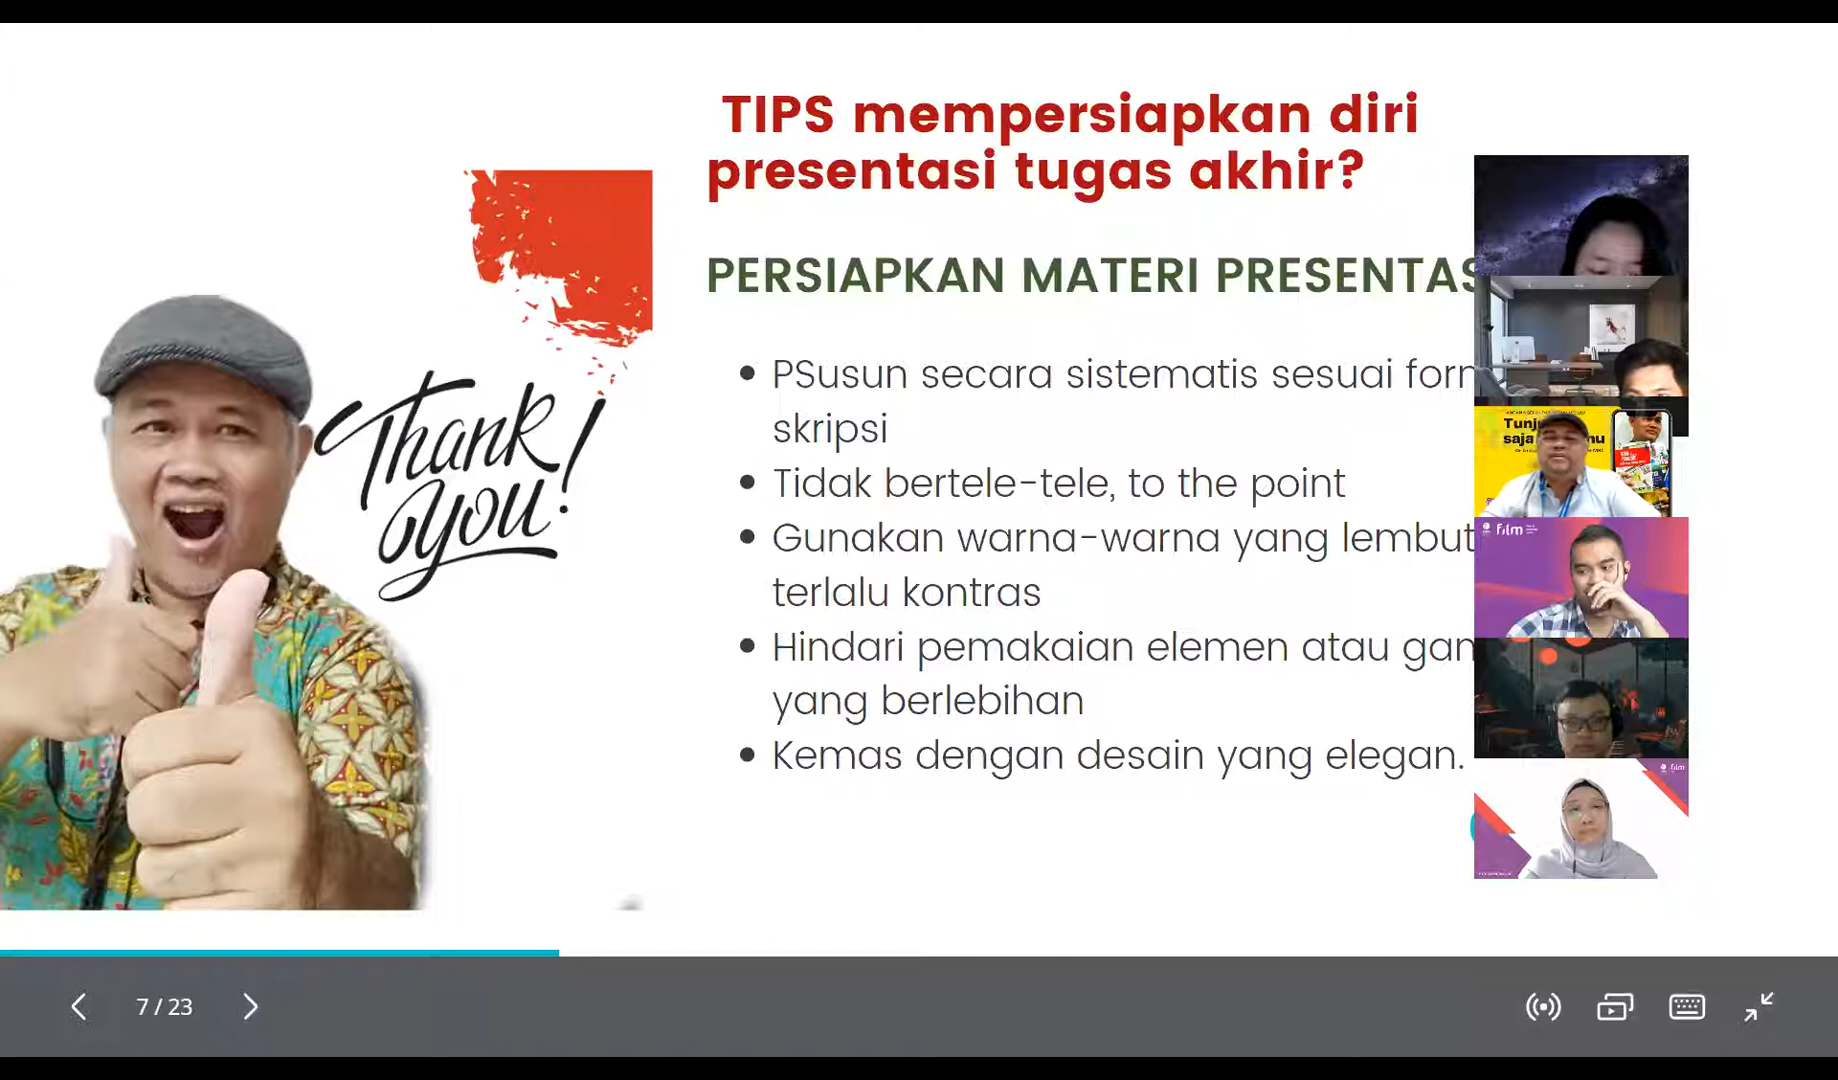 TIPS mempersiapkan diri
presentasi tugas akhir?
PERSIAPKAN MATERI PRESENTAS
PSusun secara sistematis sesuai
skripsi
Tidak bertele-tele, to the point
Gunakan warna-warna yang lembut
terlalu kontras
Hindari pemakaian elemen atau
yang berlebihan
Kemas dengan desain yang elegan.
Thank
you!
film
film
7 / 23